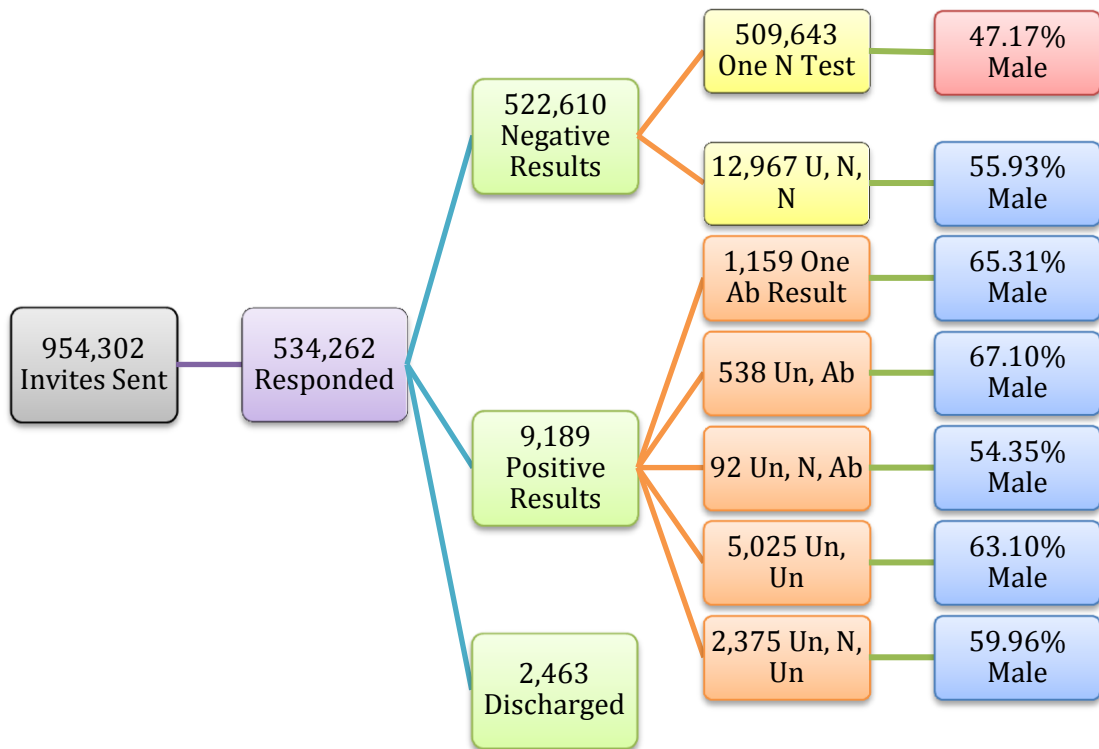 954,302
Invites Sent
534,262
Responded
522,610
Negative
Results
509,643
One N Test
47.17%
Male
12,967 U, N,
N
55.93%
Male
9,189
Positive
Results
1,159 One
Ab Result
65.31%
Male
538 Un, Ab
67.10%
Male
92 Un, N, Ab
54.35%
Male
5,025 Un,
Un
63.10%
Male
2,375 Un, N,
Un
59.96%
Male
2,463
Discharged